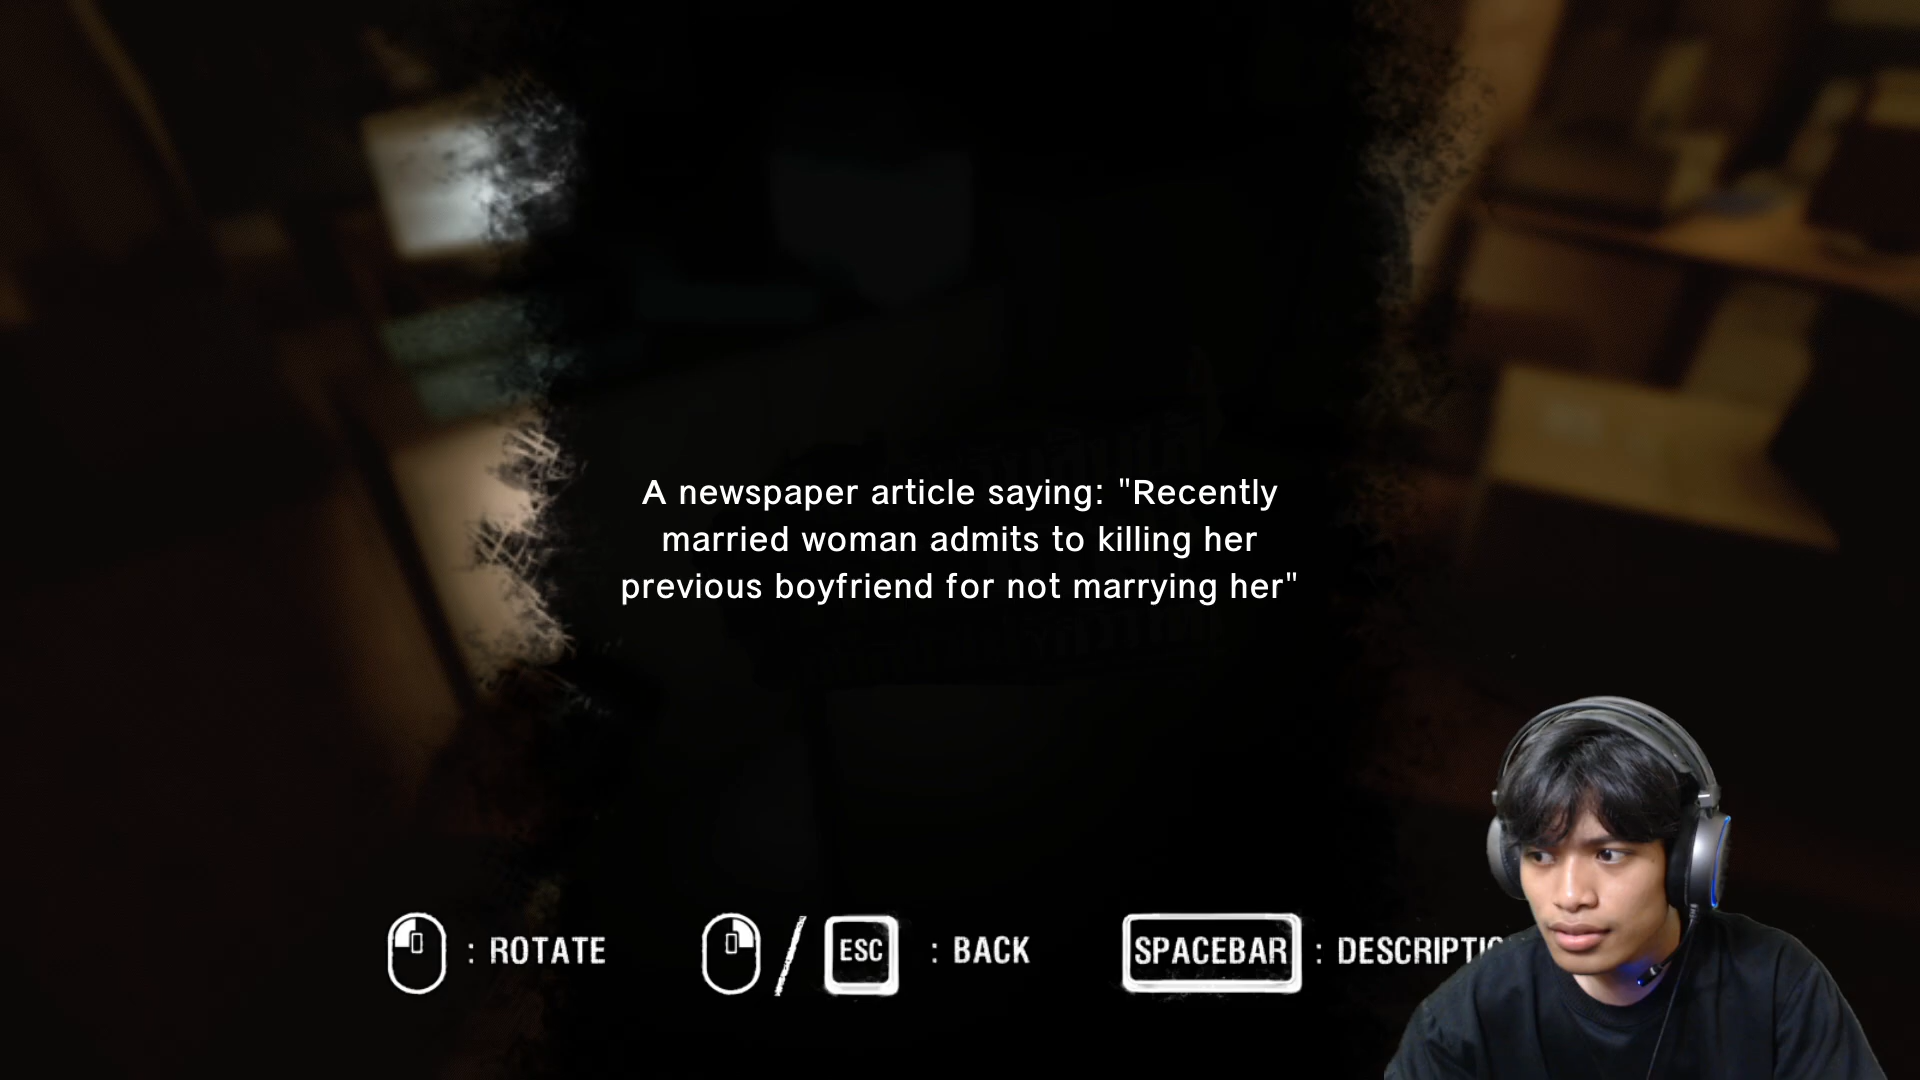 A newspaper article saying: "Recently
married woman admits to killing her
previous boyfriend for not marrying her"
: ROTATE
ESC : BACK
SPACEBAR :